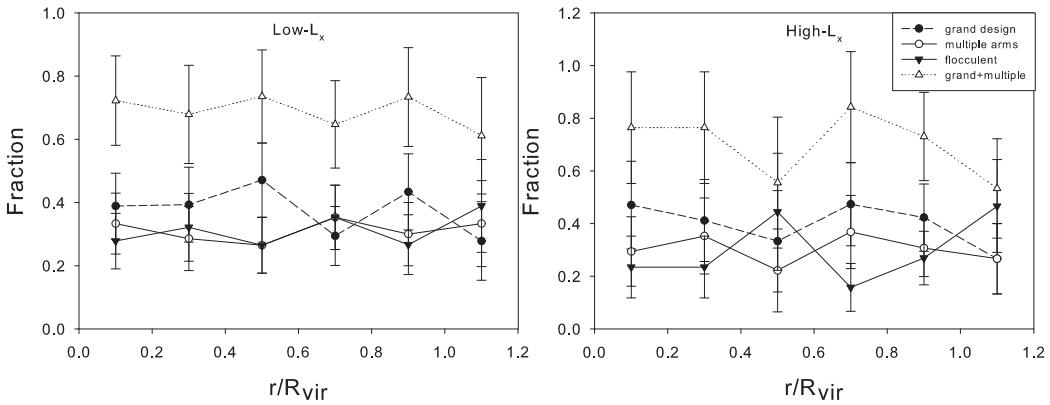 Low-Lx
Fraction
1.0
0.8
0.6
0.4
0.2
0.0
0.0 0.2 0.4 0.6 0.8 1.0 1.2
r/Rvir
High-Lx
grand design
multiple arms
flocculent
grand+multiple
Fraction
1.2
1.0
0.8
0.6
0.4
0.2
0.0
0.0 0.2 0.4 0.6 0.8 1.0 1.2
r/Rvir